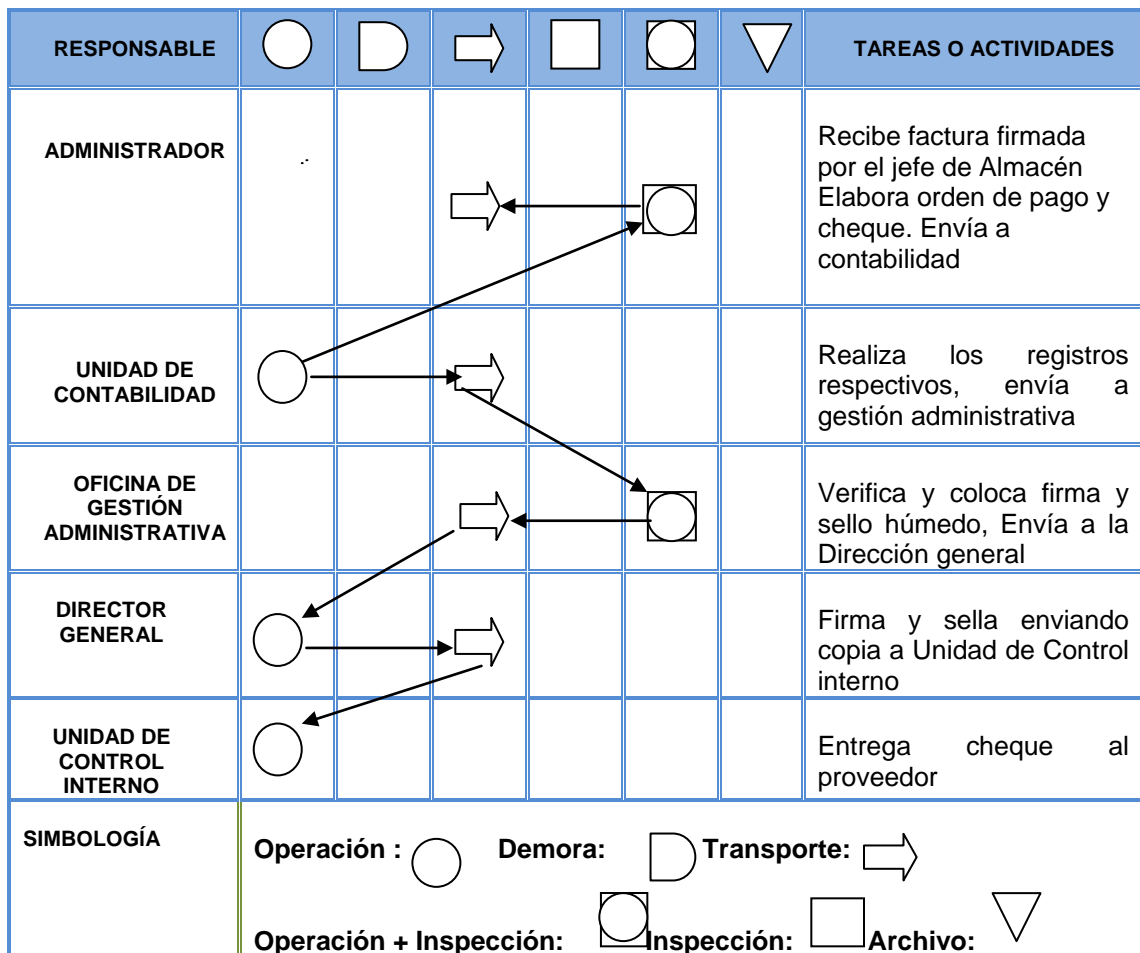 RESPONSABLE
TAREAS O ACTIVIDADES
ADMINISTRADOR
Recibe factura firmada
por el jefe de Almacén
Elabora orden de pago y
cheque. Envía a
contabilidad
UNIDAD DE
CONTABILIDAD
Realiza los registros
respectivos, envía a
gestión administrativa
OFICINA DE
GESTIÓN
ADMINISTRATIVA
Verifica y coloca firma y
sello húmedo, Envía a la
Dirección general
DIRECTOR
GENERAL
Firma y sella enviando
copia a Unidad de Control
interno
UNIDAD DE
CONTROL
INTERNO
Entrega cheque al
proveedor
SIMBOLOGÍA
Operación : Demora: Transporte:
Operación + Inspección: Inspección: Archivo: